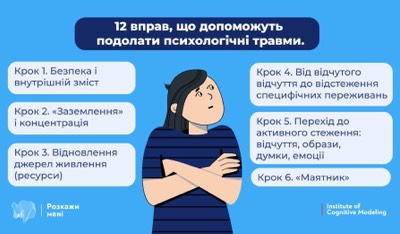 12 вправ, що допоможуть
подолати психологічні травми.
Крок 1. Безпека і
внутрішній зміст
Крок 2. «Заземлення»
і концентрація
Крок 3. Відновлення
джерел живлення
(ресурси)
Крок 4. Від відчутого
відчуття до відстеження
специфічних переживань
Крок 5. Перехід до
активного стеження:
відчуття, образи,
думки, емоції
Крок 6. «Маятник»
Розкажи
мені
Institute of
Cognitive Modeling